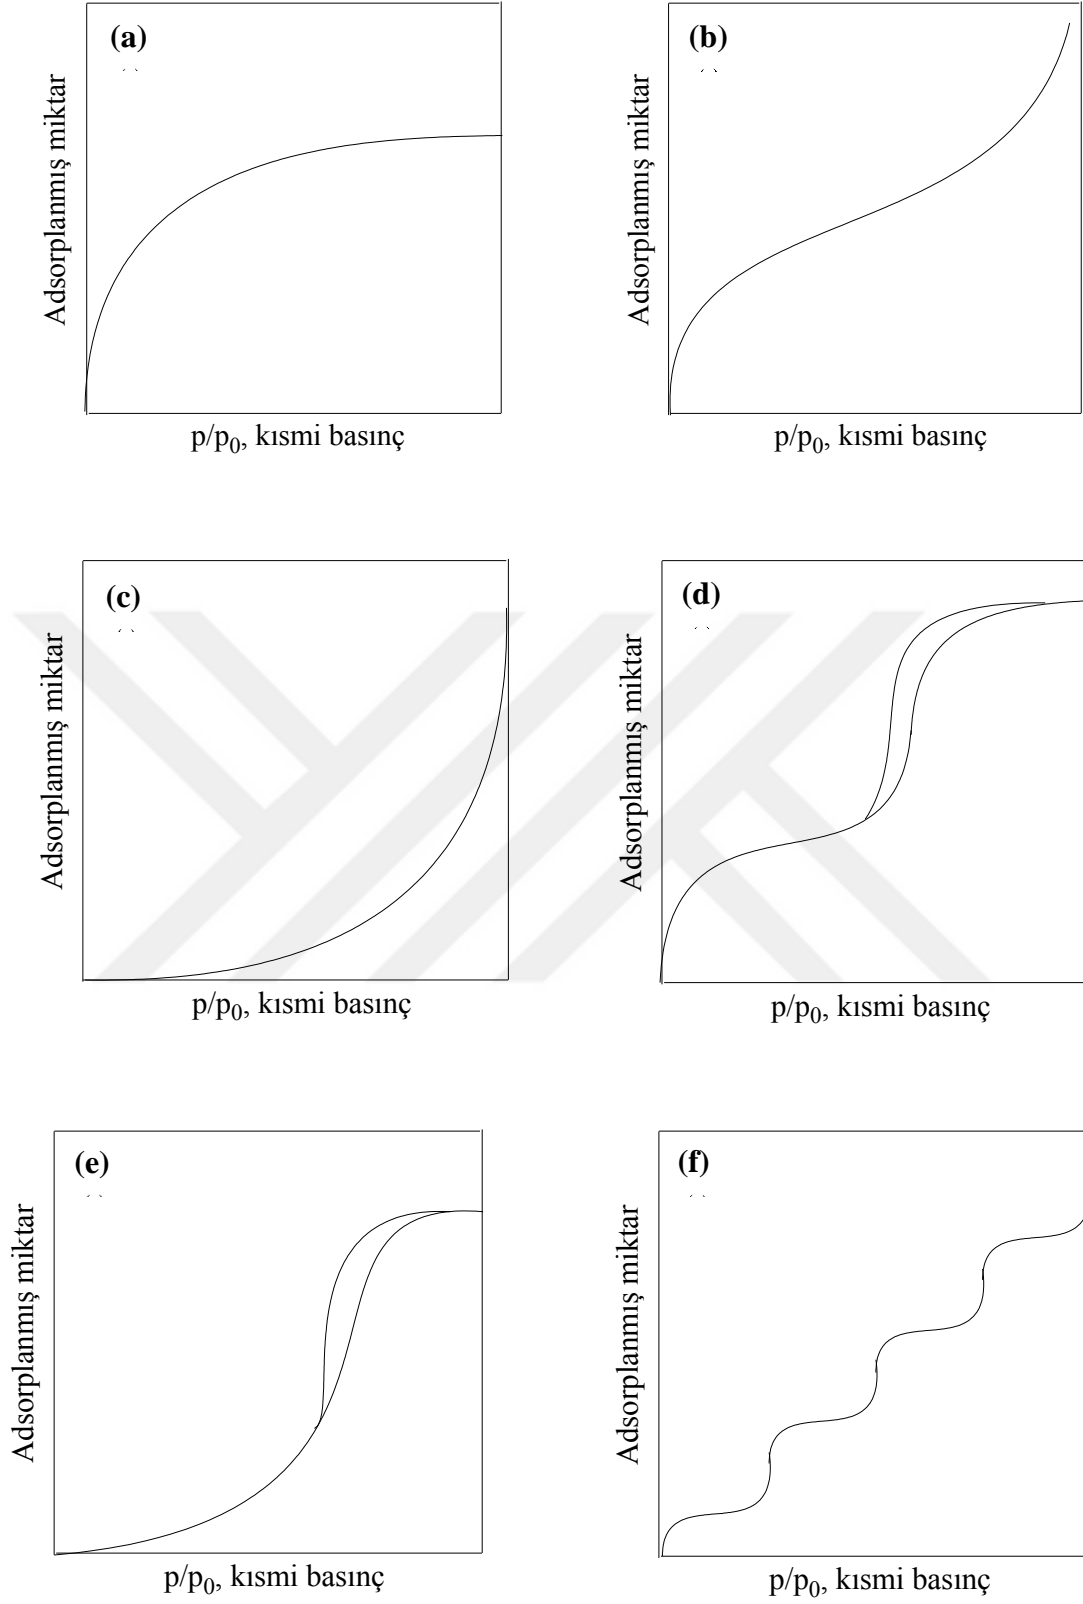 (a)
Adsorplanmış miktar
p/p0, kısmi basınç
(b)
Adsorplanmış miktar
p/p0, kısmi basınç
(c)
Adsorplanmış miktar
p/p0, kısmi basınç
(d)
Adsorplanmış miktar
p/p0, kısmi basınç
(e)
Adsorplanmış miktar
p/p0, kısmi basınç
(f)
Adsorplanmış miktar
p/p0, kısmi basınç